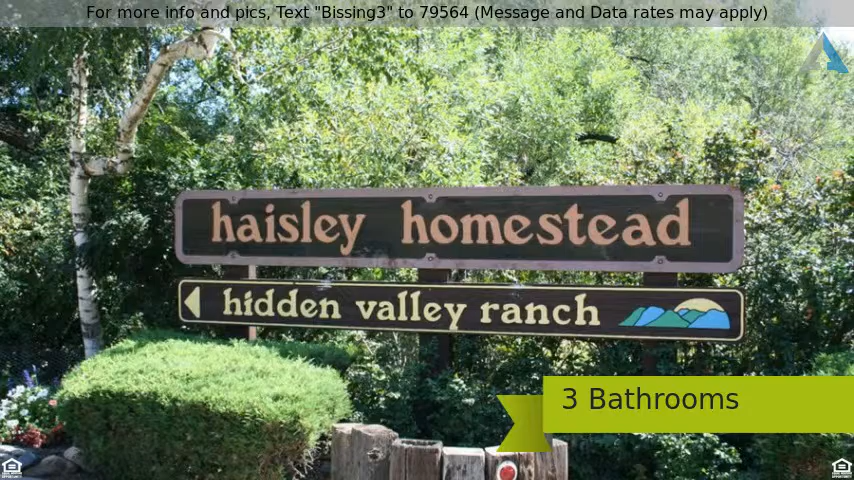 For more info and pics, Text "Bissing3" to 79564 (Message and Data rates may apply)
haisley homestead
hidden valley ranch
3 Bathrooms